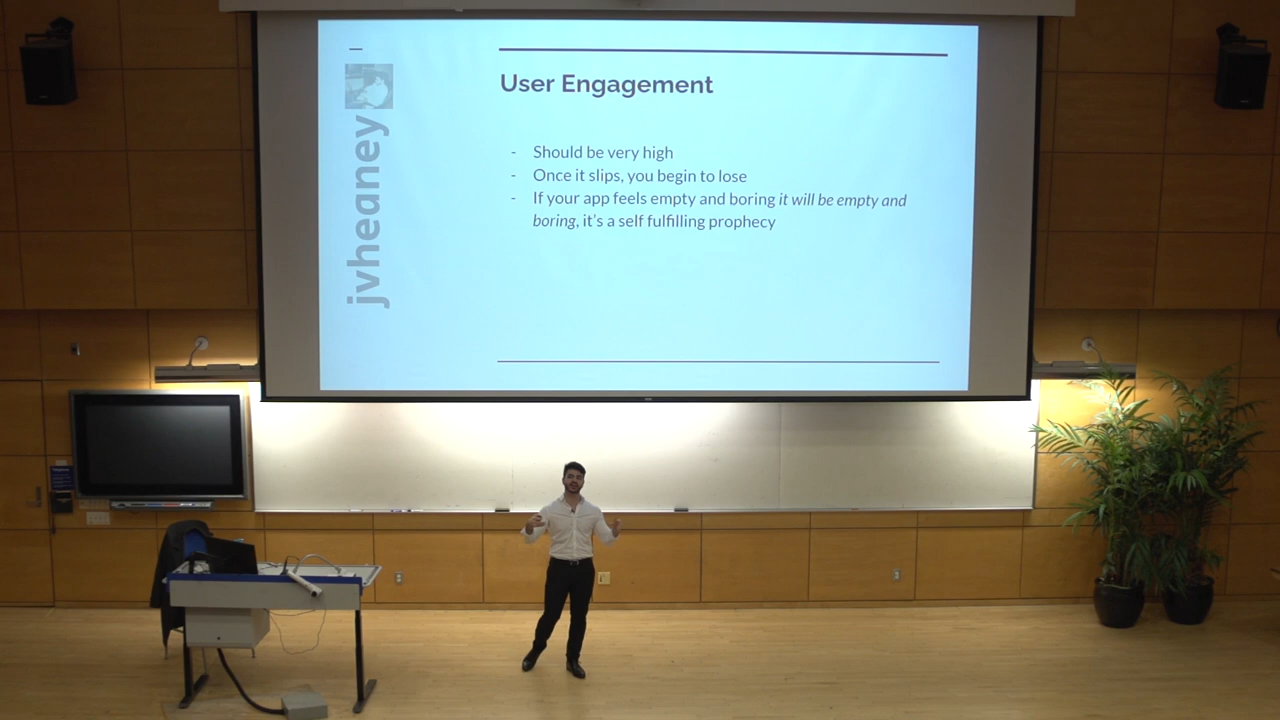 jvheaney
User Engagement
- Should be very high
- Once it slips, you begin to lose
- If your app feels empty and boring it will be empty and
boring, it's a self fulfilling prophecy